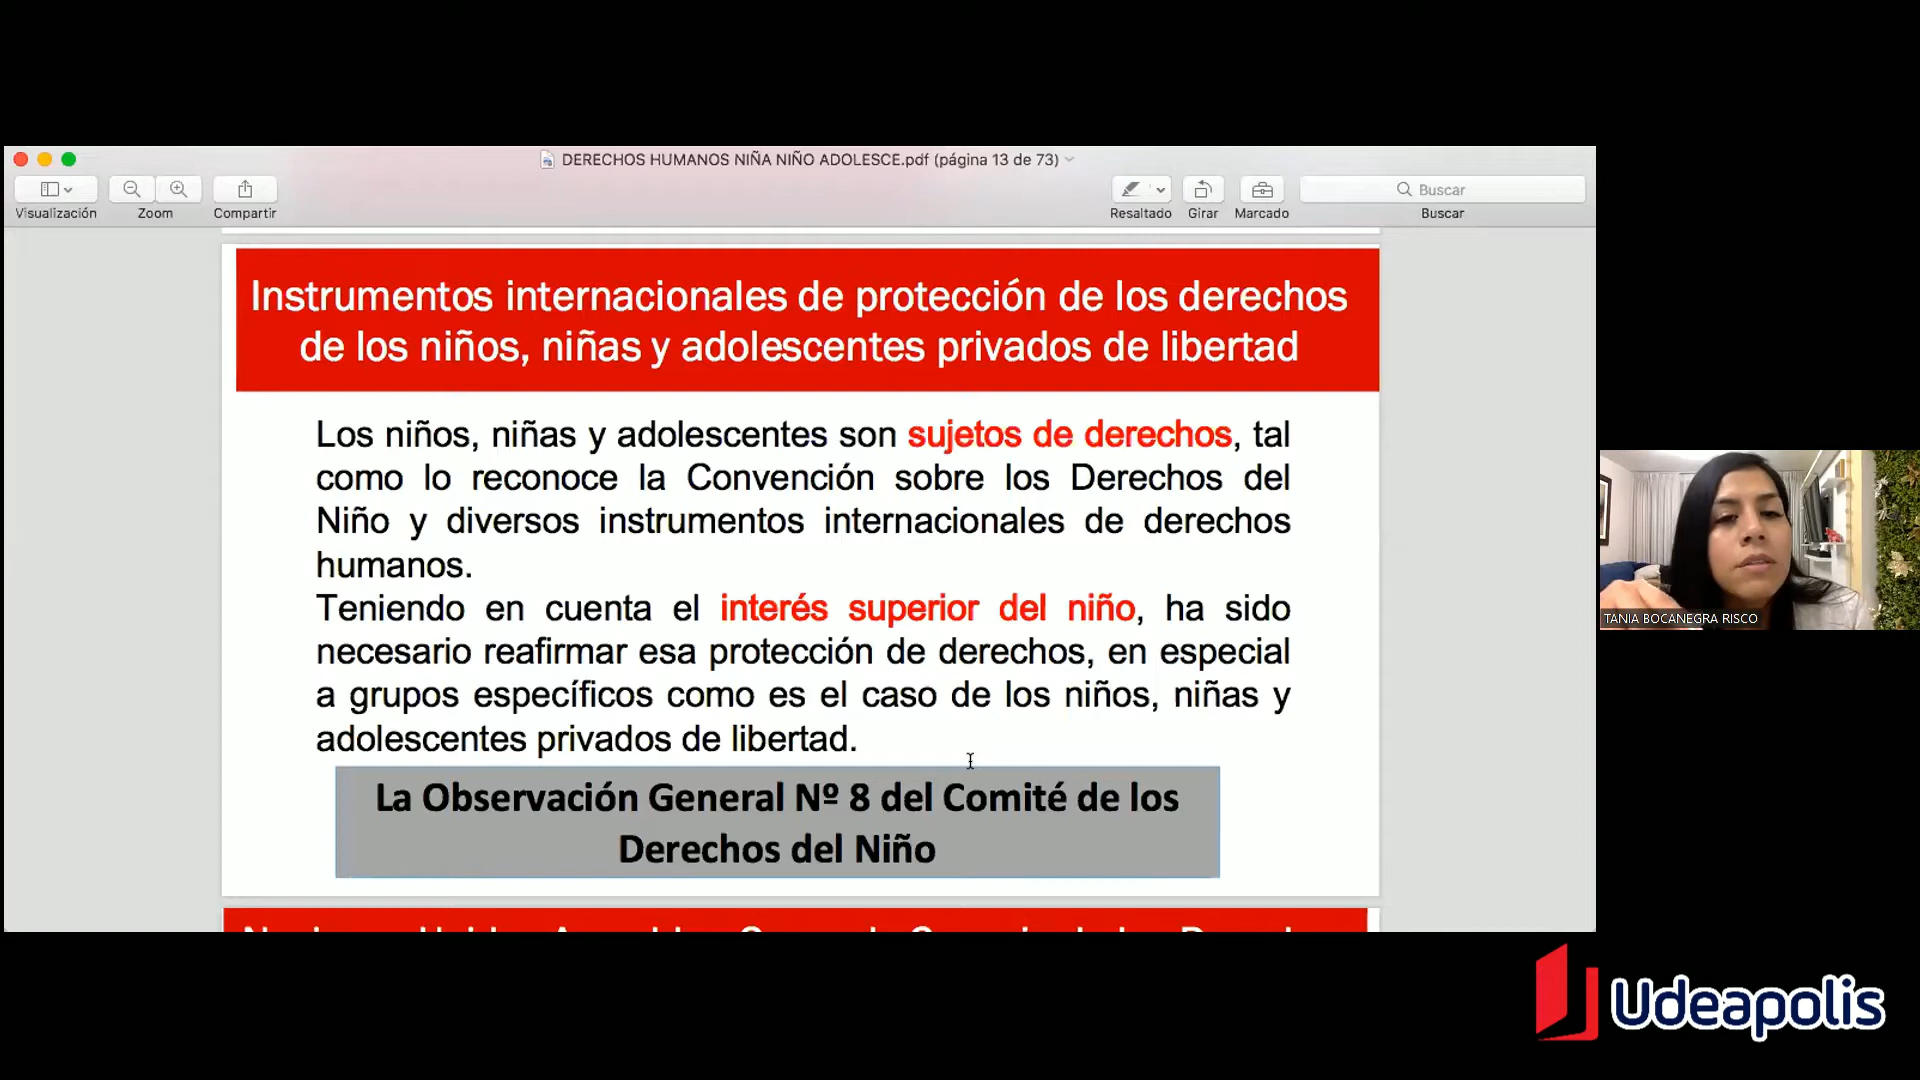 DERECHOS HUMANOS NIÑA NIÑO ADOLESCE.pdf (página 13 de 73)
Visualización
Zoom
Compartir
Resaltado
Girar
Marcado
Buscar
Buscar
Instrumentos internacionales de protección de los derechos
de los niños, niñas y adolescentes privados de libertad
Los niños, niñas y adolescentes son sujetos de derechos, tal
como lo reconoce la Convención sobre los Derechos del
Niño y diversos instrumentos internacionales de derechos
humanos.
Teniendo en cuenta el interés superior del niño, ha sido
necesario reafirmar esa protección de derechos, en especial
a grupos específicos como es el caso de los niños, niñas y
adolescentes privados de libertad.
La Observación General Nº 8 del Comité de los
Derechos del Niño
TANIA BOCANEGRA RISCO
Udeapolis